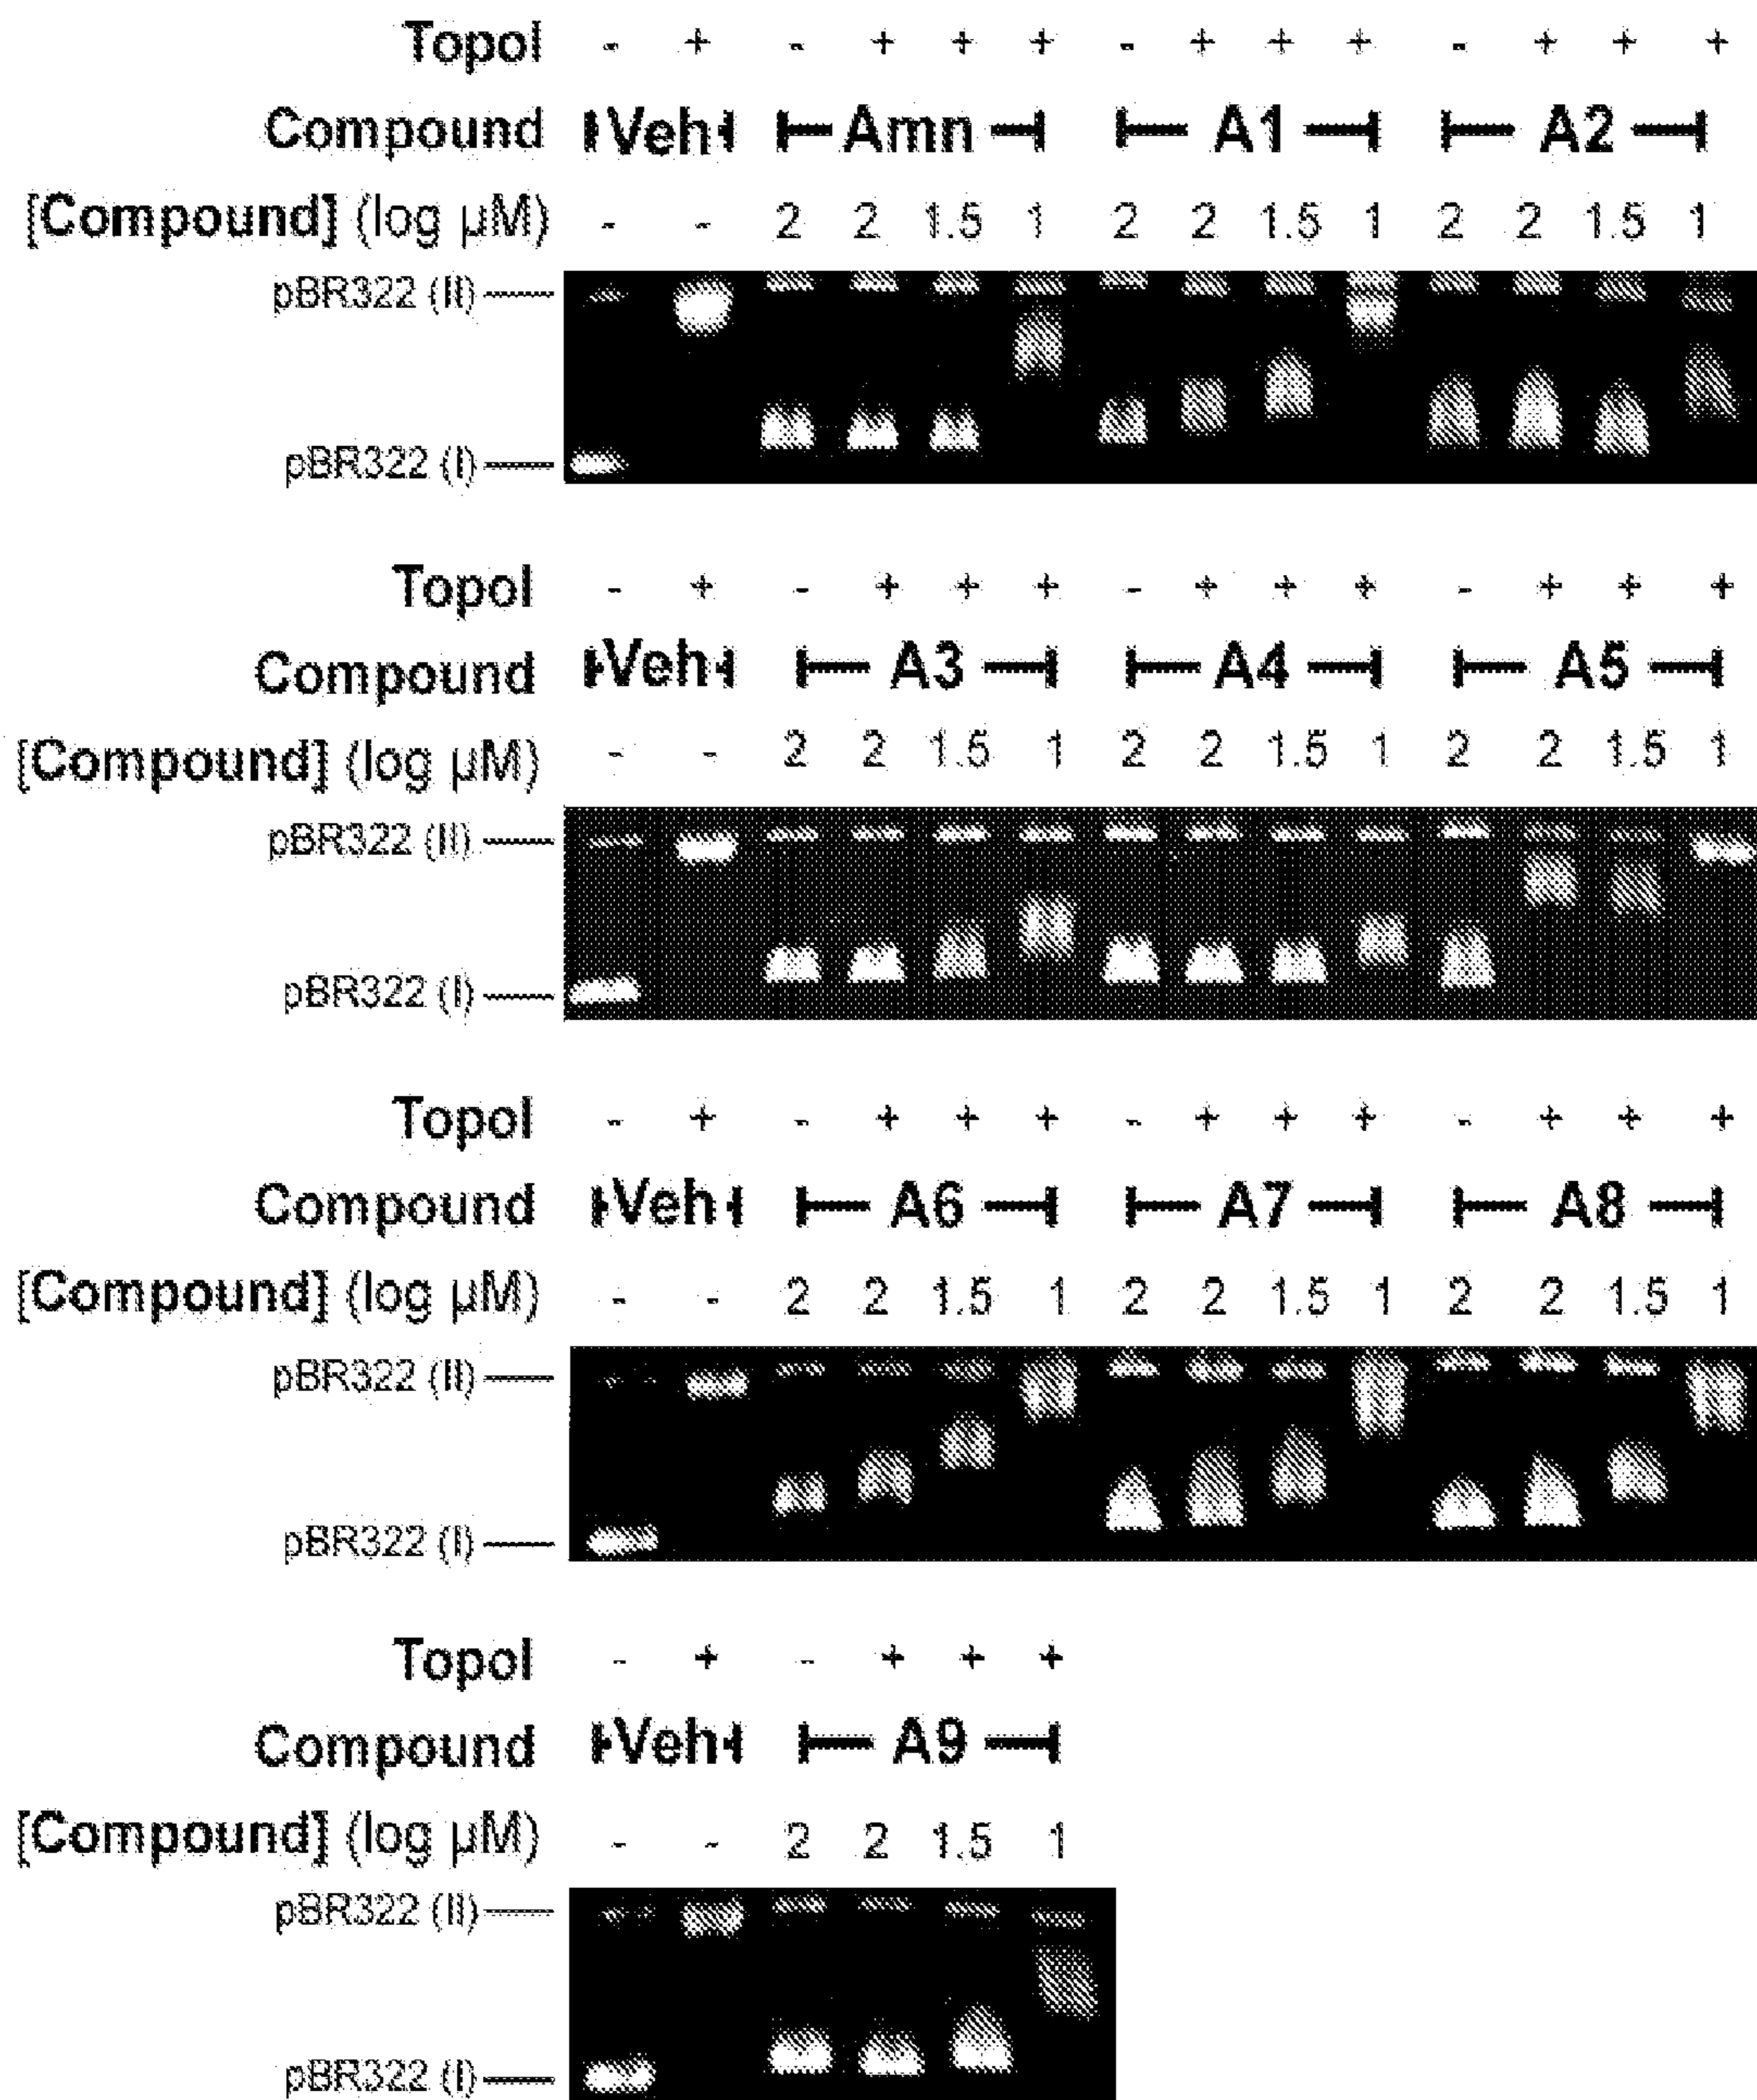 TopoI - + - + + + - + + + - + + +
Compound Veh Amn A1 A2
[Compound] (log µM) - - 2 2 1.5 1 2 2 1.5 1 2 2 1.5 1
pBR322 (II)
pBR322 (I)
TopoI - + - + + + - + + + - + + +
Compound Veh A3 A4 A5
[Compound] (log µM) - - 2 2 1.5 1 2 2 1.5 1 2 2 1.5 1
pBR322 (II)
pBR322 (I)
TopoI - + - + + + - + + + - + + +
Compound Veh A6 A7 A8
[Compound] (log µM) - - 2 2 1.5 1 2 2 1.5 1 2 2 1.5 1
pBR322 (II)
pBR322 (I)
TopoI - + - + + +
Compound Veh A9
[Compound] (log µM) - - 2 2 1.5 1
pBR322 (II)
pBR322 (I)